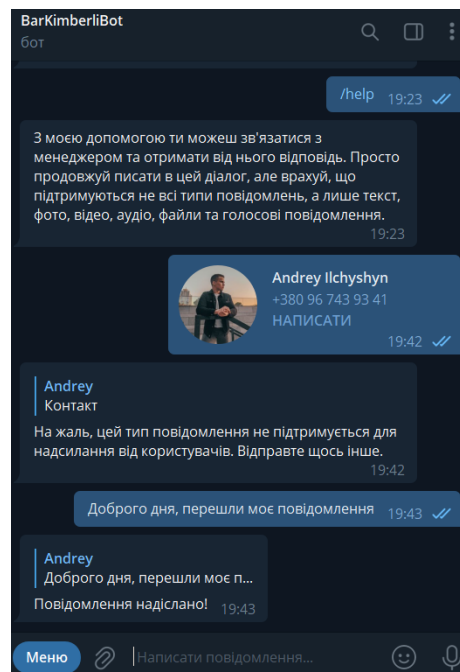 BarKimberliBot
бот
/help 19:23
З моєю допомогою ти можеш зв'язатися з
менеджером та отримати від нього відповідь. Просто
продовжуй писати в цей діалог, але врахуй, що
підтримуються не всі типи повідомлень, а лише текст,
фото, відео, аудіо, файли та голосові повідомлення.
19:23
Andrey Ilchyshyn
+380 96 743 93 41
НАПИСАТИ
19:42
Andrey
Контакт
На жаль, цей тип повідомлення не підтримується для
надсилання від користувачів. Відправте щось інше.
19:42
Доброго дня, перешли моє повідомлення 19:43
Andrey
Доброго дня, перешли моє п...
Повідомлення надіслано! 19:43
Меню Написати повідомлення...